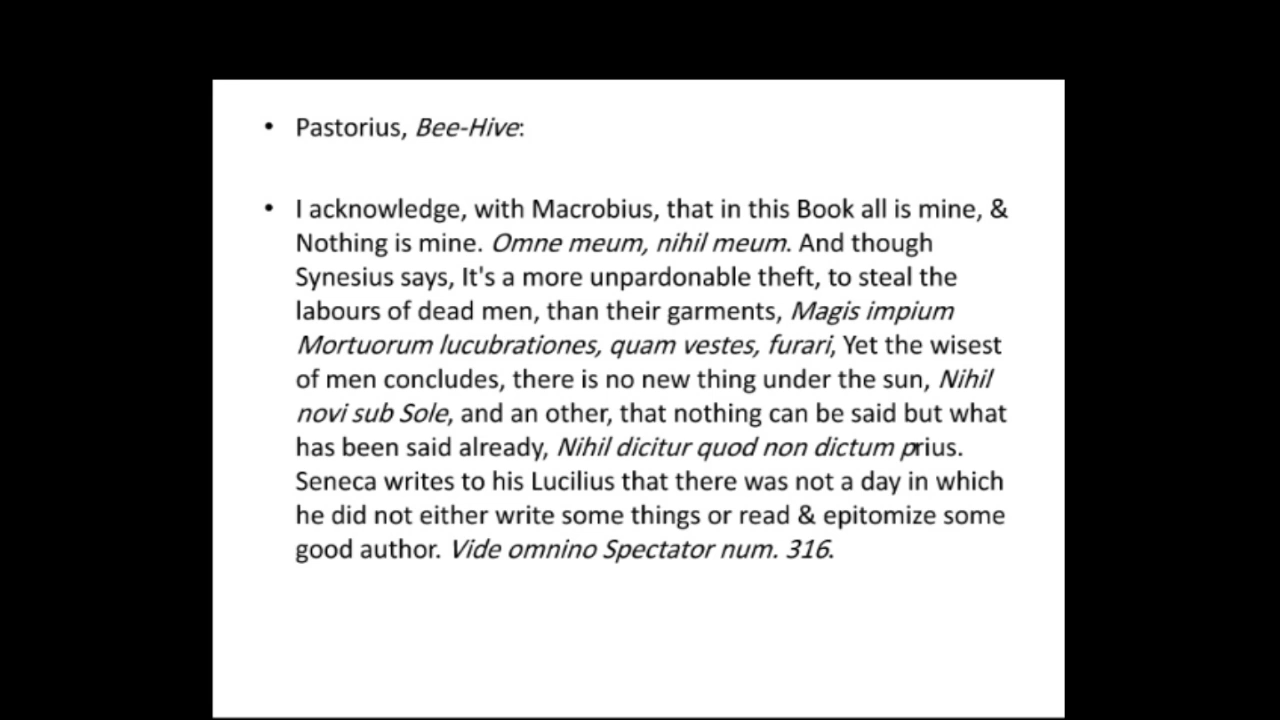 • Pastorius, Bee-Hive:
• I acknowledge, with Macrobius, that in this Book all is mine, &
Nothing is mine. Omne meum, nihil meum. And though
Synesius says, It's a more unpardonable theft, to steal the
labours of dead men, than their garments, Magis impium
Mortuorum lucubrationes, quam vestes, furari, Yet the wisest
of men concludes, there is no new thing under the sun, Nihil
novi sub Sole, and an other, that nothing can be said but what
has been said already, Nihil dicitur quod non dictum prius.
Seneca writes to his Lucilius that there was not a day in which
he did not either write some things or read & epitomize some
good author. Vide omnino Spectator num. 316.